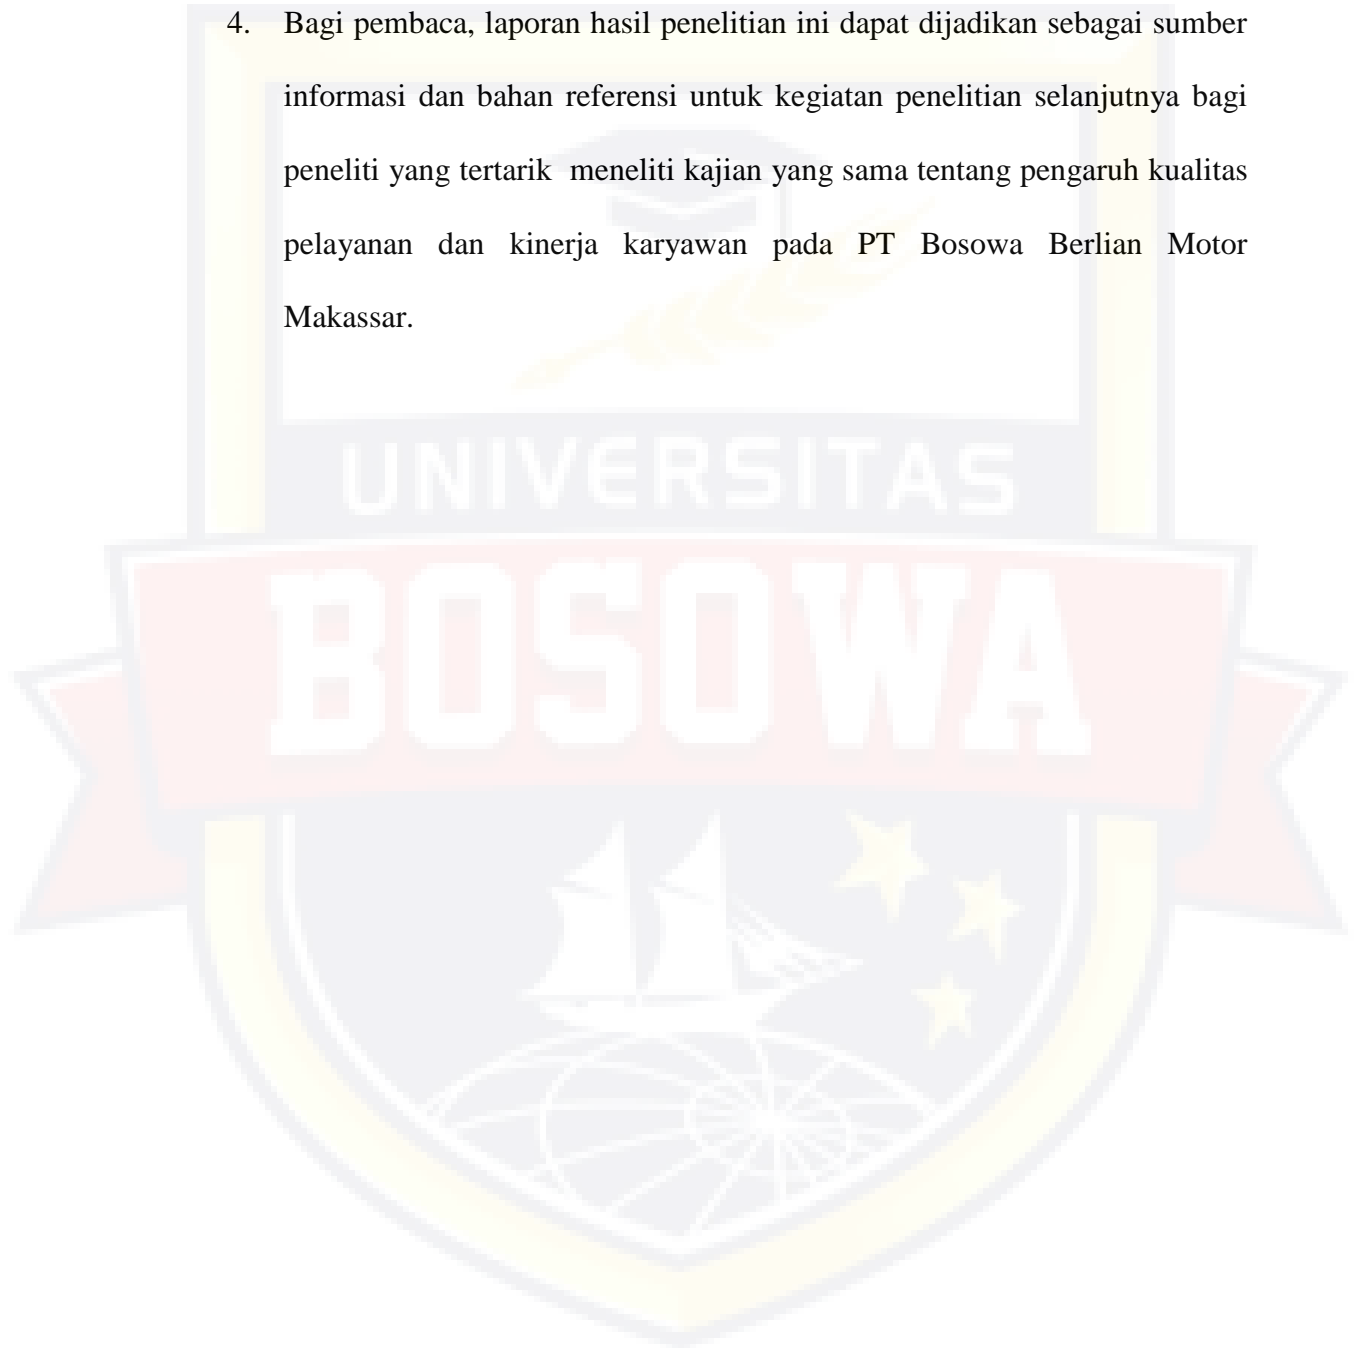 4. Bagi pembaca, laporan hasil penelitian ini dapat dijadikan sebagai sumber
informasi dan bahan referensi untuk kegiatan penelitian selanjutnya bagi
peneliti yang tertarik meneliti kajian yang sama tentang pengaruh kualitas
pelayanan dan kinerja karyawan pada PT Bosowa Berlian Motor
Makassar.
UNIVERSITAS
BOSOWA